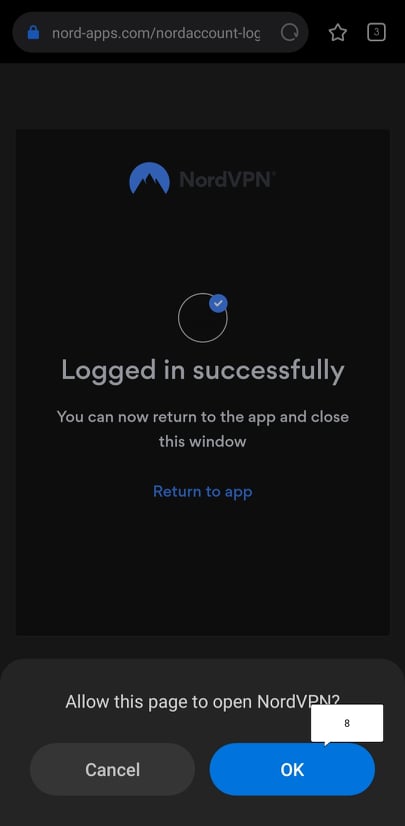 nord-apps.com/nordaccount-log
3
NordVPN®
Logged in successfully
You can now return to the app and close
this window
Return to app
Allow this page to open NordVPN?
8
Cancel
OK